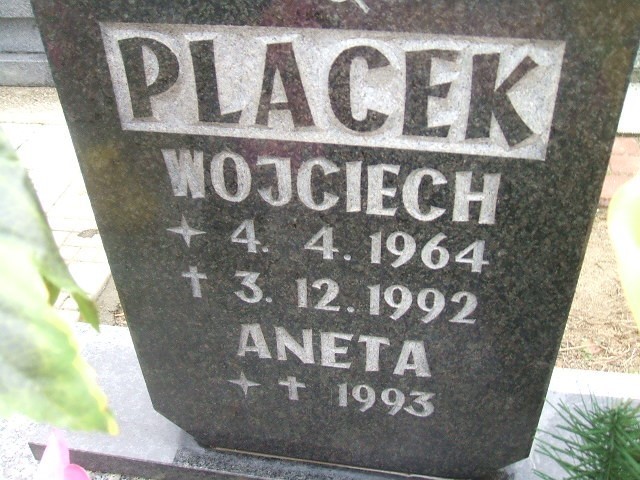 PLACEK
WOJCIECH
✦ 4. 4. 1964
✝ 3. 12. 1992
ANETA
✦ ✝ 1993